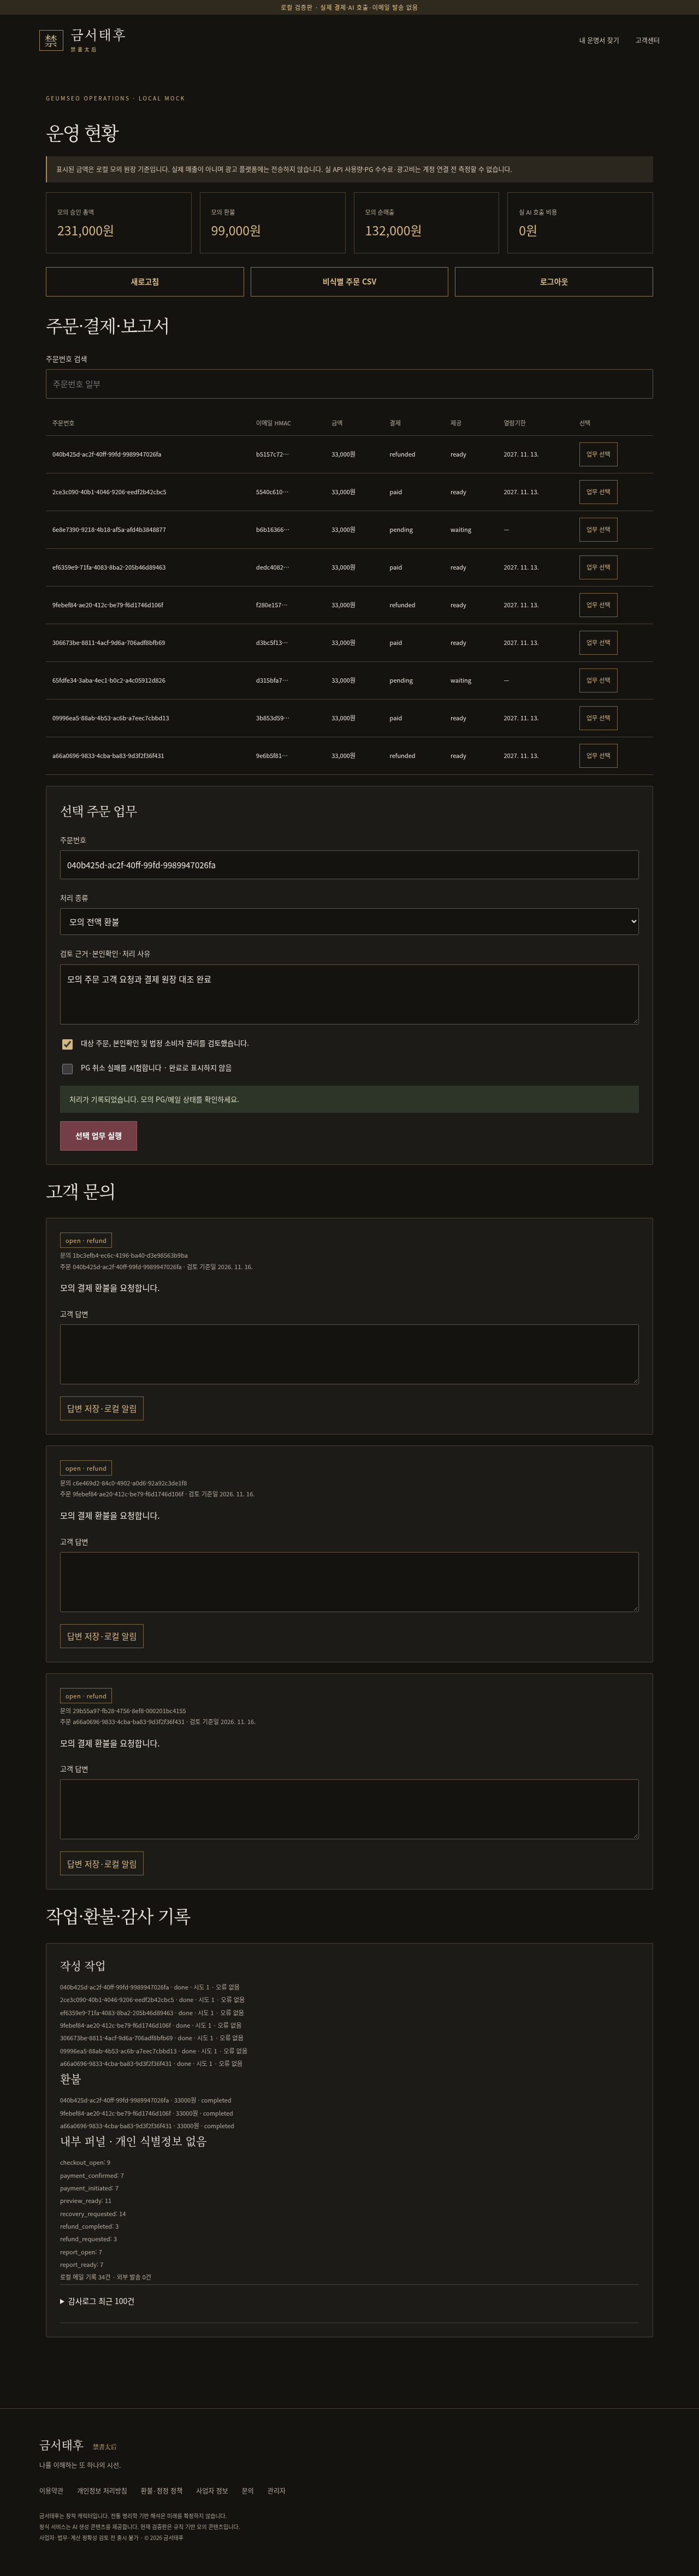 로컬 검증판 · 실제 결제·AI 호출·이메일 발송 없음
禁 금서태후
禁書太后
내 운명서 찾기 고객센터
GEUMSEO OPERATIONS · LOCAL MOCK
운영 현황
표시된 금액은 로컬 모의 원장 기준입니다. 실제 매출이 아니며 광고 플랫폼에는 전송하지 않습니다. 실 API 사용량·PG 수수료·광고비는 계정 연결 전 측정할 수 없습니다.
모의 승인 총액 모의 환불 모의 순매출 실 AI 호출 비용
231,000원 99,000원 132,000원 0원
새로고침 비식별 주문 CSV 로그아웃
주문·결제·보고서
주문번호 검색
주문번호 일부
주문번호 이메일 HMAC 금액 결제 제공 열람기한 선택
040b425d-ac2f-40ff-99fd-9989947026fa b5157c72… 33,000원 refunded ready 2027. 11. 13. 업무 선택
2ce3c090-40b1-4046-9206-eedf2b42cbc5 5540c610… 33,000원 paid ready 2027. 11. 13. 업무 선택
6e8e7390-9218-4b18-af5a-afd4b3848877 b6b16366… 33,000원 pending waiting — 업무 선택
ef6359e9-71fa-4083-8ba2-205b46d89463 dedc4082… 33,000원 paid ready 2027. 11. 13. 업무 선택
9febef84-ae20-412c-be79-f6d1746d106f f280e157… 33,000원 refunded ready 2027. 11. 13. 업무 선택
306673be-8811-4acf-9d6a-706adf8bfb69 d3bc5f13… 33,000원 paid ready 2027. 11. 13. 업무 선택
65fdfe34-3aba-4ec1-b0c2-a4c05912d826 d315bfa7… 33,000원 pending waiting — 업무 선택
09996ea5-88ab-4b53-ac6b-a7eec7cbbd13 3b853d59… 33,000원 paid ready 2027. 11. 13. 업무 선택
a66a0696-9833-4cba-ba83-9d3f2f36f431 9e6b5f81… 33,000원 refunded ready 2027. 11. 13. 업무 선택
선택 주문 업무
주문번호
040b425d-ac2f-40ff-99fd-9989947026fa
처리 종류
모의 전액 환불
검토 근거·본인확인·처리 사유
모의 주문 고객 요청과 결제 원장 대조 완료
대상 주문, 본인확인 및 법정 소비자 권리를 검토했습니다.
PG 취소 실패를 시험합니다 · 완료로 표시하지 않음
처리가 기록되었습니다. 모의 PG/메일 상태를 확인하세요.
선택 업무 실행
고객 문의
open · refund
문의 1bc3efb4-ec6c-4196-ba40-d3e98563b9ba
주문 040b425d-ac2f-40ff-99fd-9989947026fa · 검토 기준일 2026. 11. 16.
모의 결제 환불을 요청합니다.
고객 답변
답변 저장·로컬 알림
open · refund
문의 c6e469d2-84c0-4902-a0d6-92a92c3de1f8
주문 9febef84-ae20-412c-be79-f6d1746d106f · 검토 기준일 2026. 11. 16.
모의 결제 환불을 요청합니다.
고객 답변
답변 저장·로컬 알림
open · refund
문의 29b55a97-fb28-4756-8ef8-000201bc4155
주문 a66a0696-9833-4cba-ba83-9d3f2f36f431 · 검토 기준일 2026. 11. 16.
모의 결제 환불을 요청합니다.
고객 답변
답변 저장·로컬 알림
작업·환불·감사 기록
작성 작업
040b425d-ac2f-40ff-99fd-9989947026fa · done · 시도 1 · 오류 없음
2ce3c090-40b1-4046-9206-eedf2b42cbc5 · done · 시도 1 · 오류 없음
ef6359e9-71fa-4083-8ba2-205b46d89463 · done · 시도 1 · 오류 없음
9febef84-ae20-412c-be79-f6d1746d106f · done · 시도 1 · 오류 없음
306673be-8811-4acf-9d6a-706adf8bfb69 · done · 시도 1 · 오류 없음
09996ea5-88ab-4b53-ac6b-a7eec7cbbd13 · done · 시도 1 · 오류 없음
a66a0696-9833-4cba-ba83-9d3f2f36f431 · done · 시도 1 · 오류 없음
환불
040b425d-ac2f-40ff-99fd-9989947026fa · 33000원 · completed
9febef84-ae20-412c-be79-f6d1746d106f · 33000원 · completed
a66a0696-9833-4cba-ba83-9d3f2f36f431 · 33000원 · completed
내부 퍼널 · 개인 식별정보 없음
checkout_open: 9
payment_confirmed: 7
payment_initiated: 7
preview_ready: 11
recovery_requested: 14
refund_completed: 3
refund_requested: 3
report_open: 7
report_ready: 7
로컬 메일 기록 34건 · 외부 발송 0건
▶ 감사로그 최근 100건
금서태후 禁書太后
나를 이해하는 또 하나의 시선.
이용약관 개인정보 처리방침 환불·청정 정책 사업자 정보 문의 관리자
금서태후는 창작 캐릭터입니다. 전통 명리학 기반 해석은 미래를 확정하지 않습니다.
정식 서비스는 AI 생성 콘텐츠를 제공합니다. 현재 검증판은 규칙 기반 모의 콘텐츠입니다.
사업자·법무·계산 정확성 검토 전 출시 불가 · © 2026 금서태후